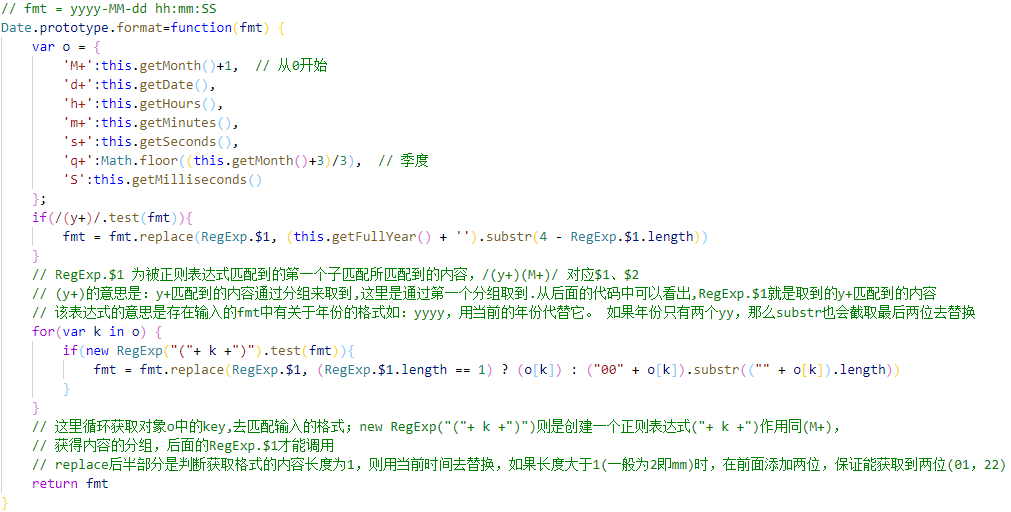 // fmt = yyyy-MM-dd hh:mm:SS
Date.prototype.format=function(fmt) {
    var o = {
        'M+':this.getMonth()+1,  // 从0开始
        'd+':this.getDate(),
        'h+':this.getHours(),
        'm+':this.getMinutes(),
        's+':this.getSeconds(),
        'q+':Math.floor((this.getMonth()+3)/3),  // 季度
        'S':this.getMilliseconds()
    };
    if(/(y+)/.test(fmt)){
        fmt = fmt.replace(RegExp.$1, (this.getFullYear() + '').substr(4 - RegExp.$1.length))
    }
    // RegExp.$1 为被正则表达式匹配到的第一个子匹配所匹配到的内容，/(y+)(M+)/ 对应$1、$2
    // (y+)的意思是：y+匹配到的内容通过分组来取到,这里是通过第一个分组取到.从后面的代码中可以看出,RegExp.$1就是取到的y+匹配到的内容
    // 该表达式的意思是存在输入的fmt中有关于年份的格式如：yyyy，用当前的年份代替它。 如果年份只有两个yy，那么substr也会截取最后两位去替换
    for(var k in o) {
        if(new RegExp("("+ k +")").test(fmt)){
            fmt = fmt.replace(RegExp.$1, (RegExp.$1.length == 1) ? (o[k]) : ("00" + o[k]).substr(("" + o[k]).length))
        }
    }
    // 这里循环获取对象o中的key,去匹配输入的格式；new RegExp("("+ k +")")则是创建一个正则表达式("+ k +")作用同(M+)，
    // 获得内容的分组，后面的RegExp.$1才能调用
    // replace后半部分是判断获取格式的内容长度为1，则用当前时间去替换，如果长度大于1(一般为2即mm)时，在前面添加两位，保证能获取到两位(01，22)
    return fmt
}